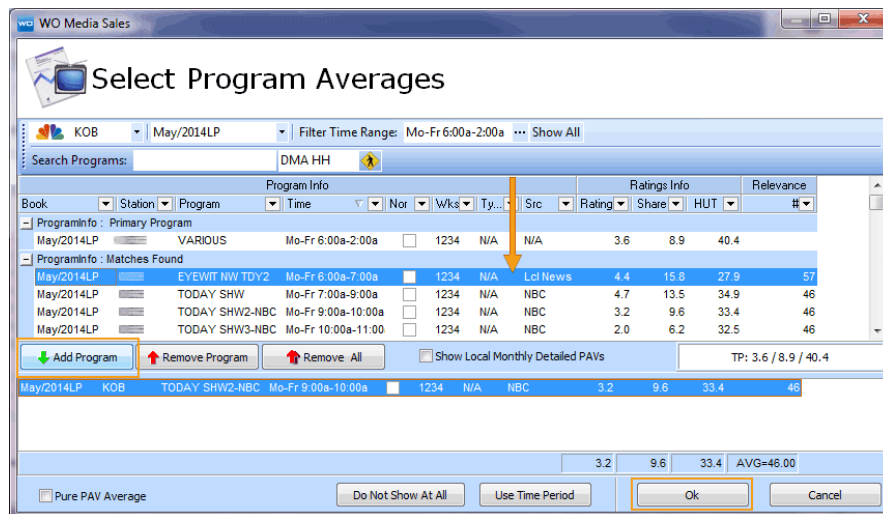 WO WO Media Sales
Select Program Averages
KOB May/2014LP Filter Time Range: Mo-Fr 6:00a-2:00a ··· Show All
Search Programs: DMA HH
Program Info Ratings Info Relevance
Book Station Program Time Nor Wks Ty... Src Rating Share HUT #
ProgramInfo : Primary Program
May/2014LP VARIOUS Mo-Fr 6:00a-2:00a 1234 N/A N/A 3.6 8.9 40.4
ProgramInfo : Matches Found
May/2014LP EYEWIT NW TDY2 Mo-Fr 6:00a-7:00a 1234 N/A Lcl News 4.4 15.8 27.9 57
May/2014LP TODAY SHW Mo-Fr 7:00a-9:00a 1234 N/A NBC 4.7 13.5 34.9 46
May/2014LP TODAY SHW2-NBC Mo-Fr 9:00a-10:00a 1234 N/A NBC 3.2 9.6 33.4 46
May/2014LP TODAY SHW3-NBC Mo-Fr 10:00a-11:00 1234 N/A NBC 2.0 6.2 32.5 46
Add Program Remove Program Remove All Show Local Monthly Detailed PAVs TP: 3.6 / 8.9 / 40.4
May/2014LP KOB TODAY SHW2-NBC Mo-Fr 9:00a-10:00a 1234 N/A NBC 3.2 9.6 33.4 46
3.2 9.6 33.4 AVG=46.00
Pure PAV Average Do Not Show At All Use Time Period Ok Cancel